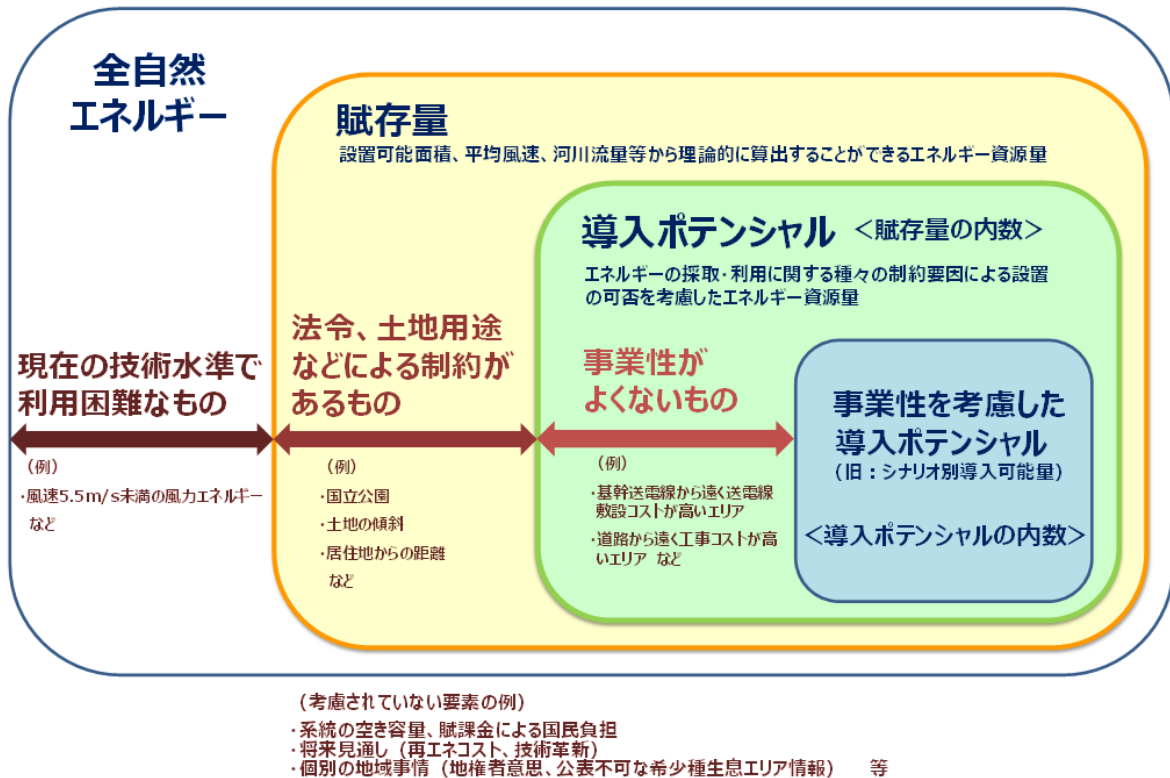 全自然
エネルギー
賦存量
設置可能面積、平均風速、河川流量等から理論的に算出することができるエネルギー資源量
導入ポテンシャル <賦存量の内数>
エネルギーの採取・利用に関する種々の制約要因による設置
の可否を考慮したエネルギー資源量
現在の技術水準で
利用困難なもの
(例)
・風速5.5m/s未満の風力エネルギー
など
法令、土地用途
などによる制約が
あるもの
(例)
・国立公園
・土地の傾斜
・居住地からの距離
など
事業性が
よくないもの
(例)
・基幹送電線から遠く送電線
敷設コストが高いエリア
・道路から遠く工事コストが高
いエリア など
事業性を考慮した
導入ポテンシャル
(旧:シナリオ別導入可能量)
<導入ポテンシャルの内数>
(考慮されていない要素の例)
・系統の空き容量、賦課金による国民負担
・将来見通し(再エネコスト、技術革新)
・個別の地域事情(地権者意思、公表不可な希少種生息エリア情報) 等